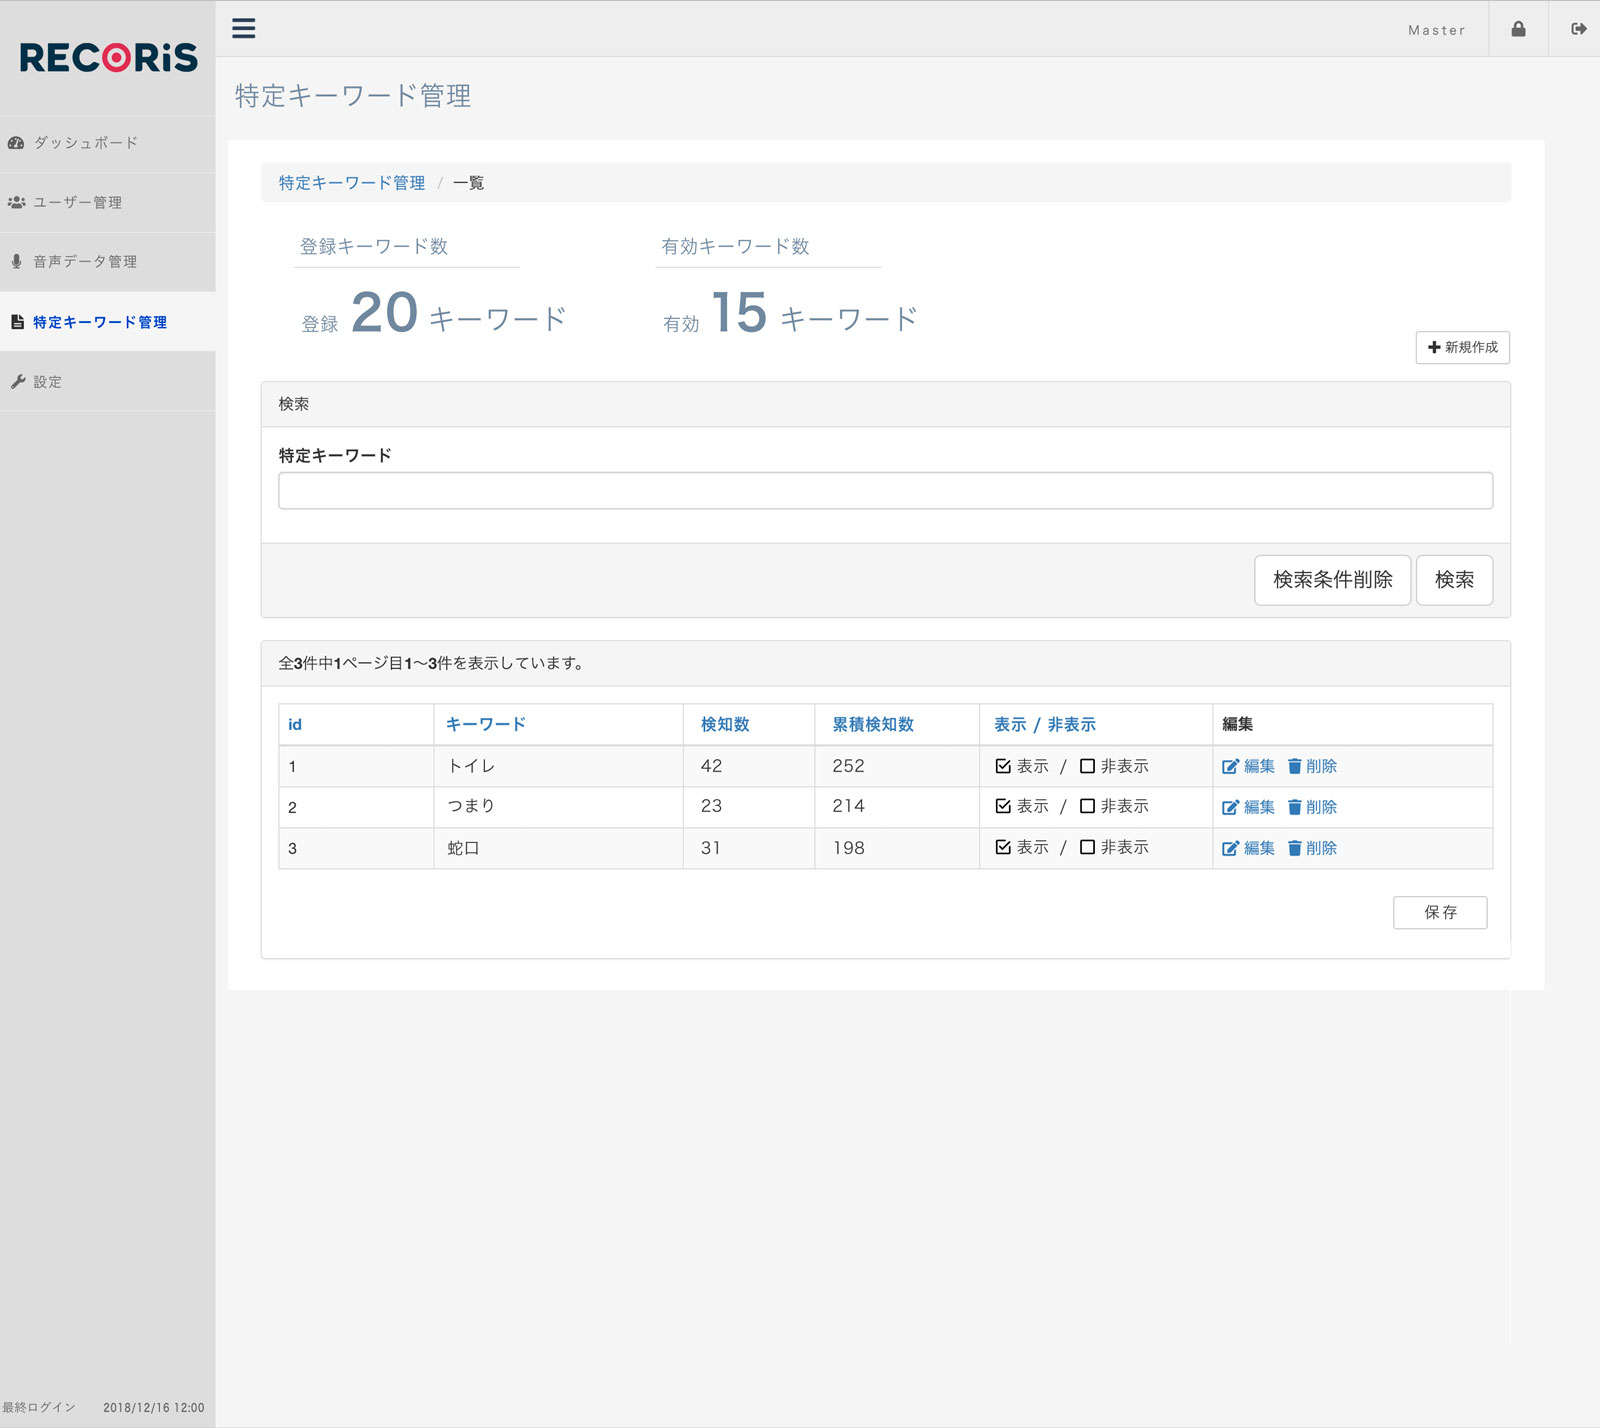 RECORiS
Master
特定キーワード管理
ダッシュボード
ユーザー管理
音声データ管理
特定キーワード管理
設定
特定キーワード管理 / 一覧
登録キーワード数 有効キーワード数
登録 20 キーワード 有効 15 キーワード
新規作成
検索
特定キーワード
検索条件削除 検索
全3件中1ページ目1〜3件を表示しています。
id キーワード 検知数 累積検知数 表示 / 非表示 編集
1 トイレ 42 252 表示 / 非表示 編集 削除
2 つまり 23 214 表示 / 非表示 編集 削除
3 蛇口 31 198 表示 / 非表示 編集 削除
保存
最終ログイン 2018/12/16 12:00